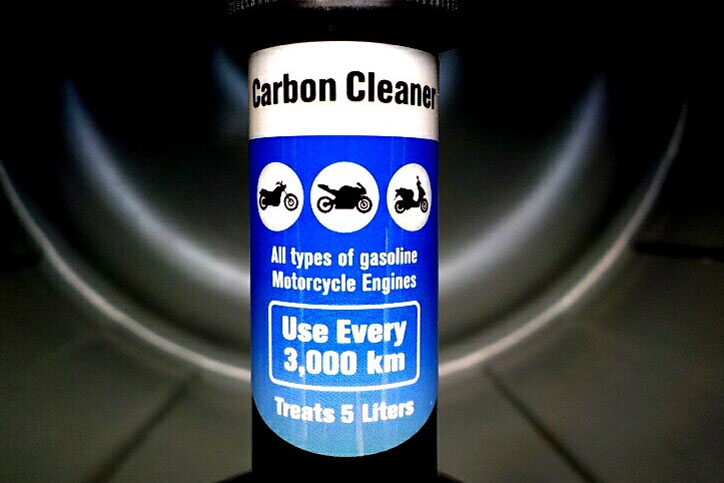 Carbon Cleaner
All types of gasoline
Motorcycle Engines
Use Every
3,000 km
Treats 5 Liters